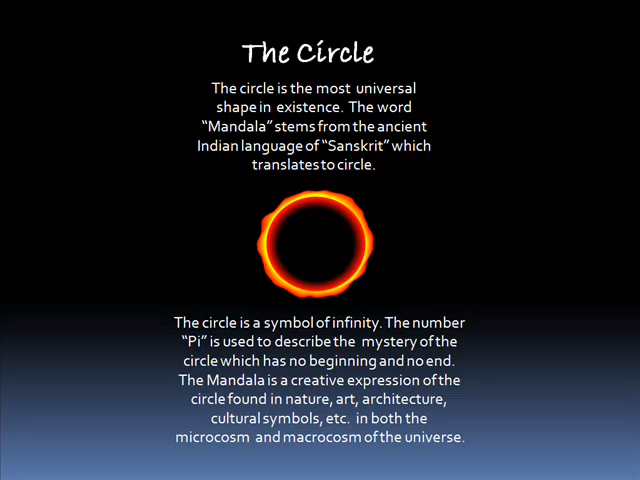 The Circle
The circle is the most universal
shape in existence. The word
“Mandala” stems from the ancient
Indian language of “Sanskrit” which
translates to circle.
The circle is a symbol of infinity. The number
“Pi” is used to describe the mystery of the
circle which has no beginning and no end.
The Mandala is a creative expression of the
circle found in nature, art, architecture,
cultural symbols, etc. in both the
microcosm and macrocosm of the universe.